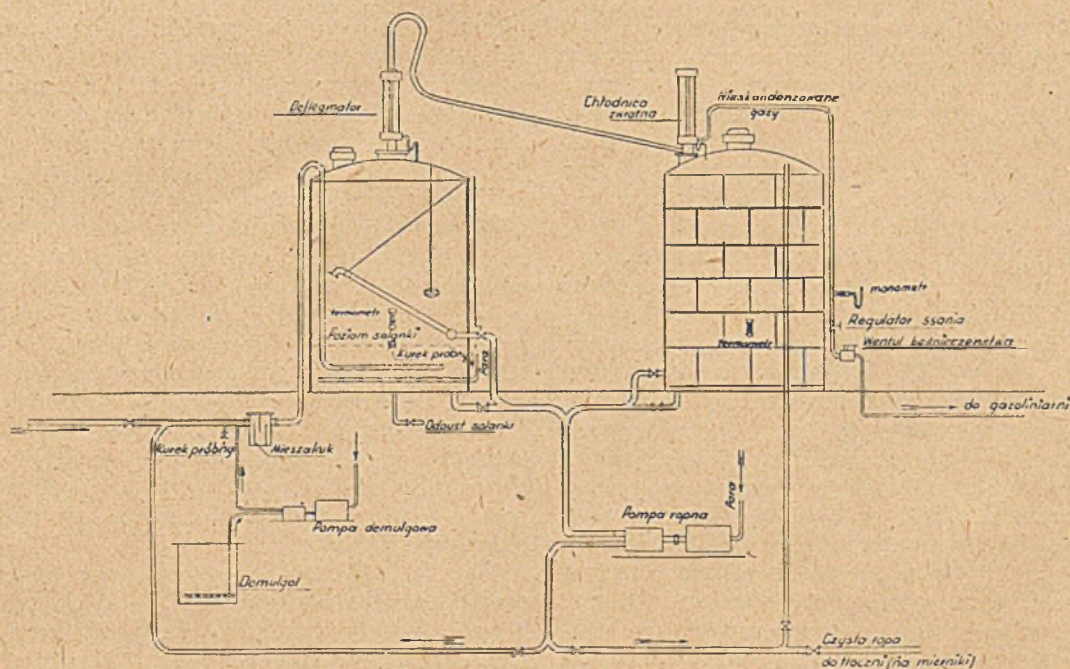 Deflegmator
Chłodnica
zwrotna
Nieskondenzowane
gazy
termometr
Poziom solanki
Kurek próbny
Para
termometr
manometr
Regulator ssania
Wentyl bezpieczeństwa
do gazoliniarni
Odpust solanki
Kurek próbny
Mieszalnik
Pompa demulgowa
Demulgol
Pompa ropna
Para
Czysta ropa
do tłoczni (na mierniki)